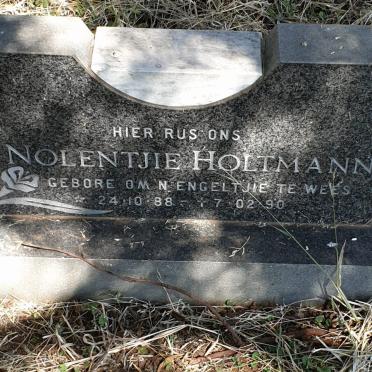 HIER RUS ONS
NOLENTJIE HOLTMANN
GEBORE OM 'N ENGELTJIE TE WEES
24·10·88 - 17·02·90